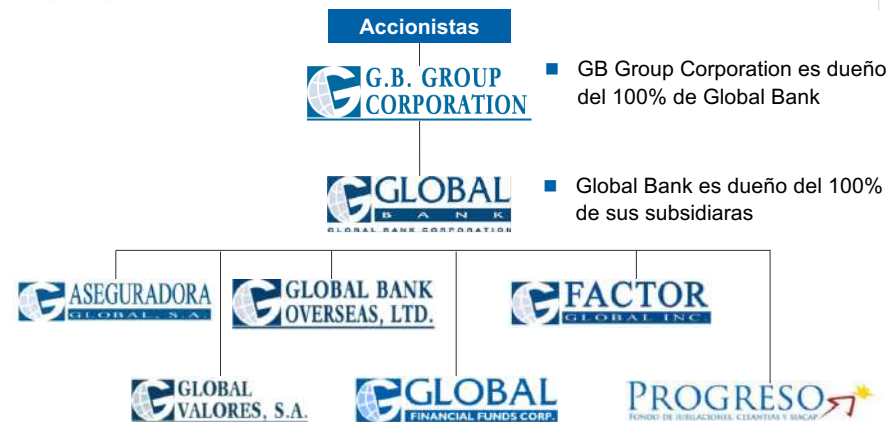 Accionistas
G.B. GROUP
CORPORATION
GB Group Corporation es dueño
del 100% de Global Bank
GLOBAL
BANK
GLOBAL BANK CORPORATION
Global Bank es dueño del 100%
de sus subsidiaras
ASEGURADORA
GLOBAL, S.A.
GLOBAL BANK
OVERSEAS, LTD.
FACTOR
GLOBAL INC.
GLOBAL
VALORES, S.A.
GLOBAL
FINANCIAL FUNDS CORP.
PROGRESO
FONDO DE JUBILACIONES, CESANTIAS Y SIACAP